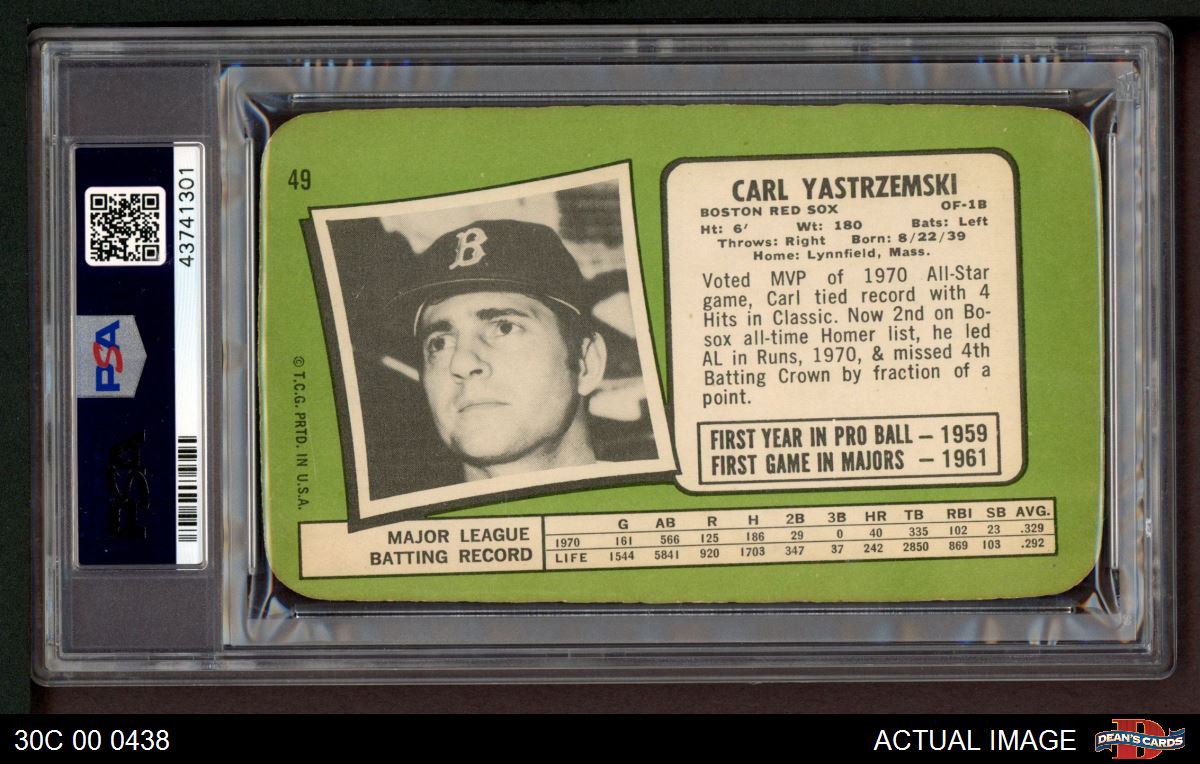 43741301
PSA
PSA
49
B
© T.C.G. PRTD. IN U.S.A.
CARL YASTRZEMSKI
BOSTON RED SOX OF-1B
Ht: 6' Wt: 180 Bats: Left
Throws: Right Born: 8/22/39
Home: Lynnfield, Mass.
Voted MVP of 1970 All-Star
game, Carl tied record with 4
Hits in Classic. Now 2nd on Bo-
sox all-time Homer list, he led
AL in Runs, 1970, & missed 4th
Batting Crown by fraction of a
point.
FIRST YEAR IN PRO BALL – 1959
FIRST GAME IN MAJORS – 1961
MAJOR LEAGUE
BATTING RECORD
G AB R H 2B 3B HR TB RBI SB AVG.
1970 161 566 125 186 29 0 40 335 102 23 .329
LIFE 1544 5841 920 1703 347 37 242 2850 869 103 .292
30C 00 0438
ACTUAL IMAGE
D
DEAN'S CARDS